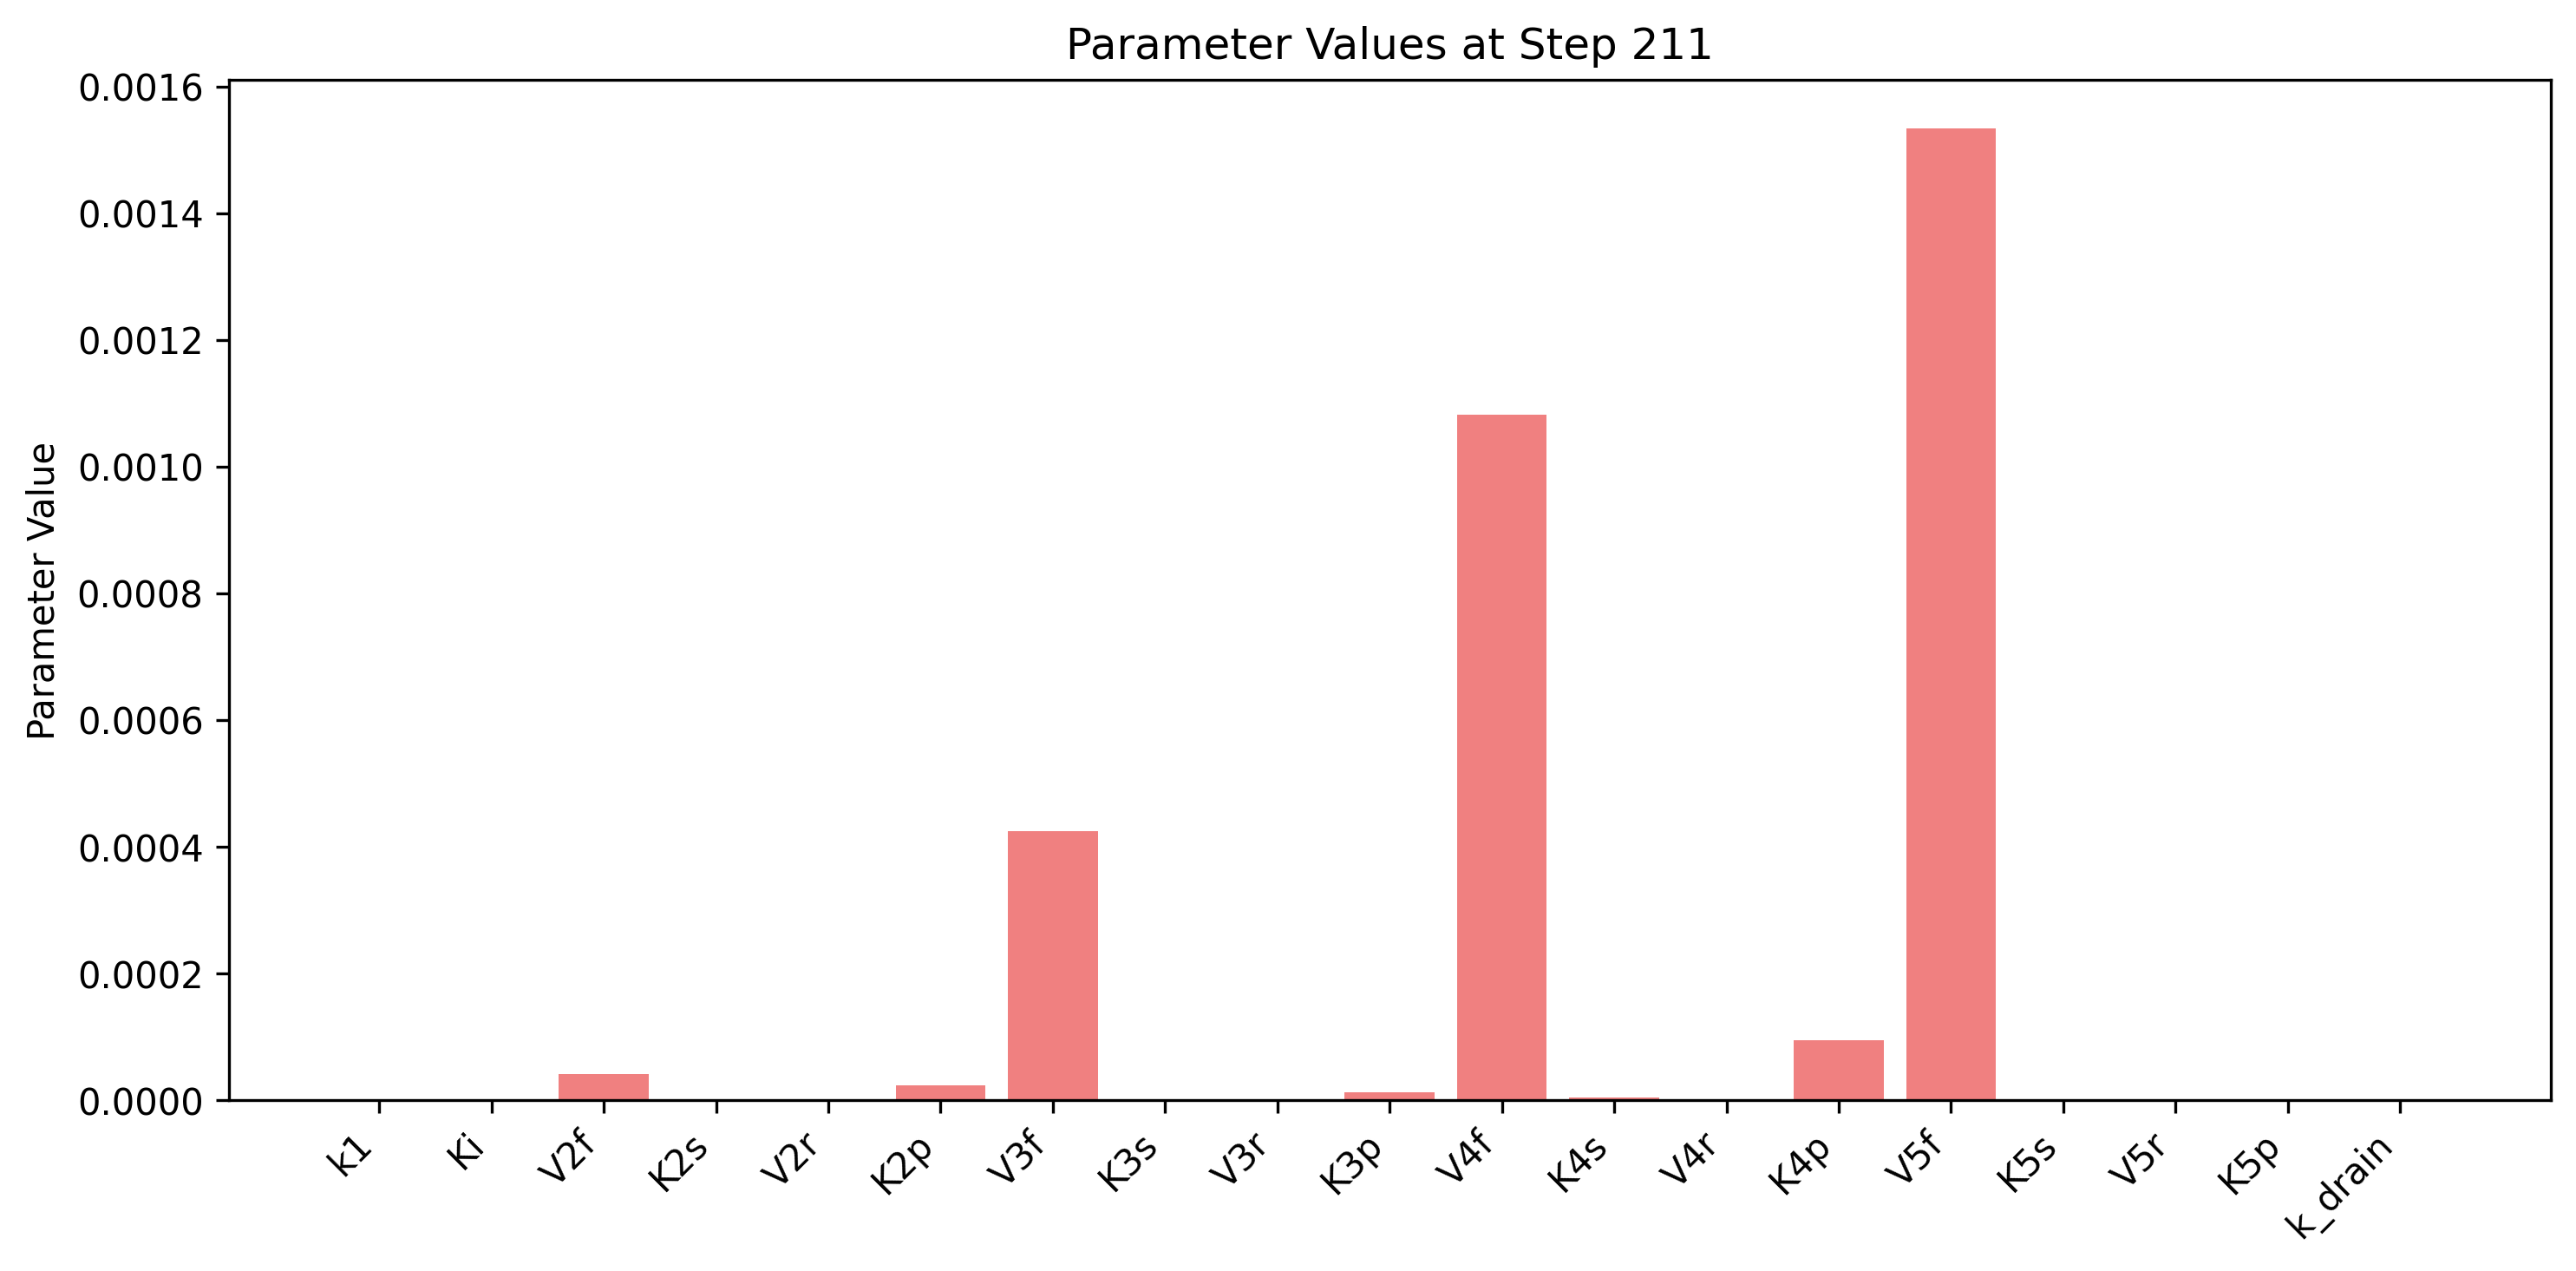 Parameter Values at Step 211
0.0016
0.0014
0.0012
0.0010
0.0008
0.0006
0.0004
0.0002
0.0000
Parameter Value
k1
Ki
V2f
K2s
V2r
K2p
V3f
K3s
V3r
K3p
V4f
K4s
V4r
K4p
V5f
K5s
V5r
K5p
k_drain